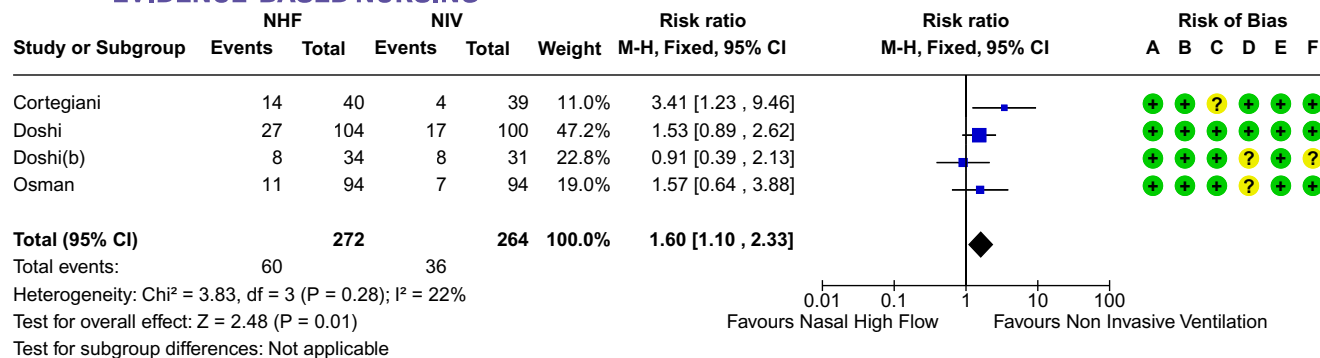 EVIDENCE-BASED NURSING
NHF NIV Risk ratio Risk ratio Risk of Bias
Study or Subgroup Events Total Events Total Weight M-H, Fixed, 95% CI M-H, Fixed, 95% CI A B C D E F
Cortegiani 14 40 4 39 11.0% 3.41 [1.23 , 9.46] + + ? + + +
Doshi 27 104 17 100 47.2% 1.53 [0.89 , 2.62] + + + + + +
Doshi(b) 8 34 8 31 22.8% 0.91 [0.39 , 2.13] + + + ? + ?
Osman 11 94 7 94 19.0% 1.57 [0.64 , 3.88] + + + ? + +
Total (95% CI) 272 264 100.0% 1.60 [1.10 , 2.33]
Total events: 60 36
Heterogeneity: Chi² = 3.83, df = 3 (P = 0.28); I² = 22%
0.01 0.1 1 10 100
Test for overall effect: Z = 2.48 (P = 0.01) Favours Nasal High Flow Favours Non Invasive Ventilation
Test for subgroup differences: Not applicable